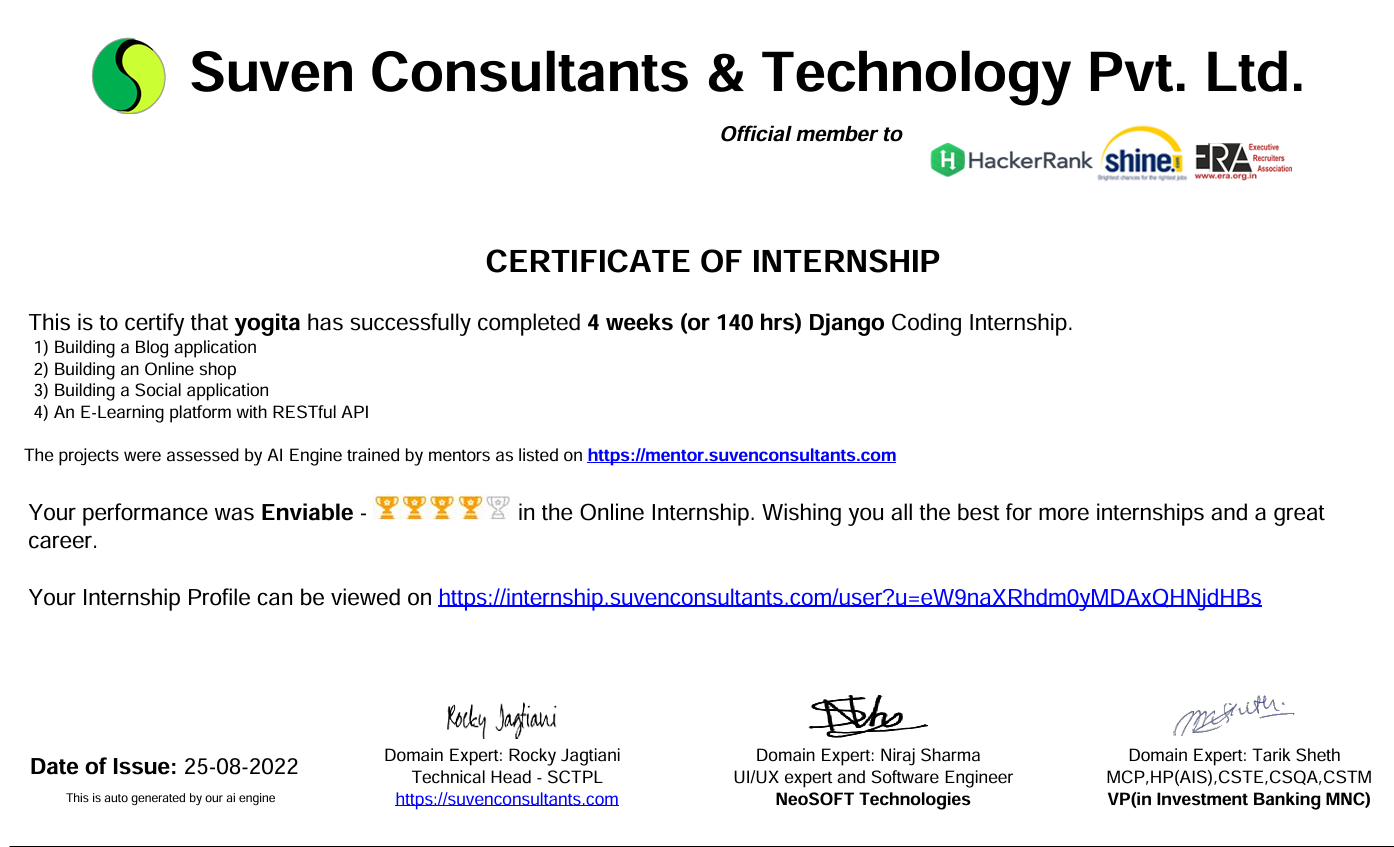 Suven Consultants & Technology Pvt. Ltd.
Official member to
HackerRank
shine.com
Brightest chances for the rightest jobs
ERA
Executive
Recruiters
Association
www.era.org.in
CERTIFICATE OF INTERNSHIP
This is to certify that yogita has successfully completed 4 weeks (or 140 hrs) Django Coding Internship.
1) Building a Blog application
2) Building an Online shop
3) Building a Social application
4) An E-Learning platform with RESTful API
The projects were assessed by AI Engine trained by mentors as listed on https://mentor.suvenconsultants.com
Your performance was Enviable - in the Online Internship. Wishing you all the best for more internships and a great
career.
Your Internship Profile can be viewed on https://internship.suvenconsultants.com/user?u=eW9naXRhdm0yMDAxQHNjdHBs
Rocky Jagtiani
Date of Issue: 25-08-2022
This is auto generated by our ai engine
Domain Expert: Rocky Jagtiani
Technical Head - SCTPL
https://suvenconsultants.com
Domain Expert: Niraj Sharma
UI/UX expert and Software Engineer
NeoSOFT Technologies
Domain Expert: Tarik Sheth
MCP,HP(AIS),CSTE,CSQA,CSTM
VP(in Investment Banking MNC)